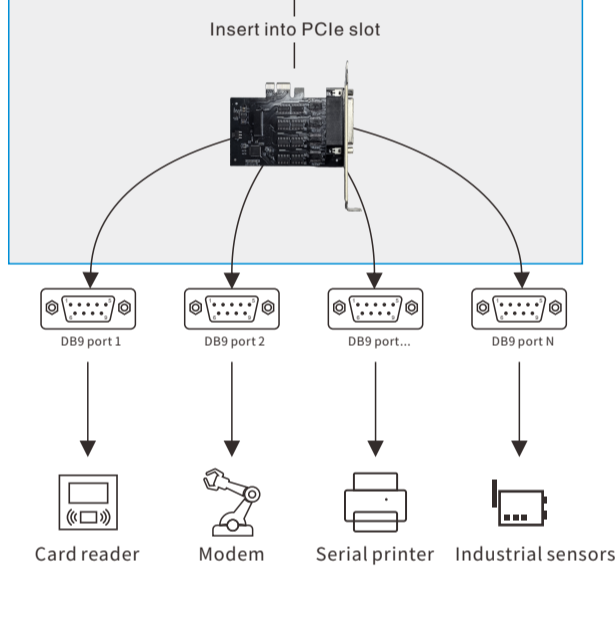 Insert into PCIe slot
DB9 port 1
DB9 port 2
DB9 port...
DB9 port N
Card reader
Modem
Serial printer
Industrial sensors